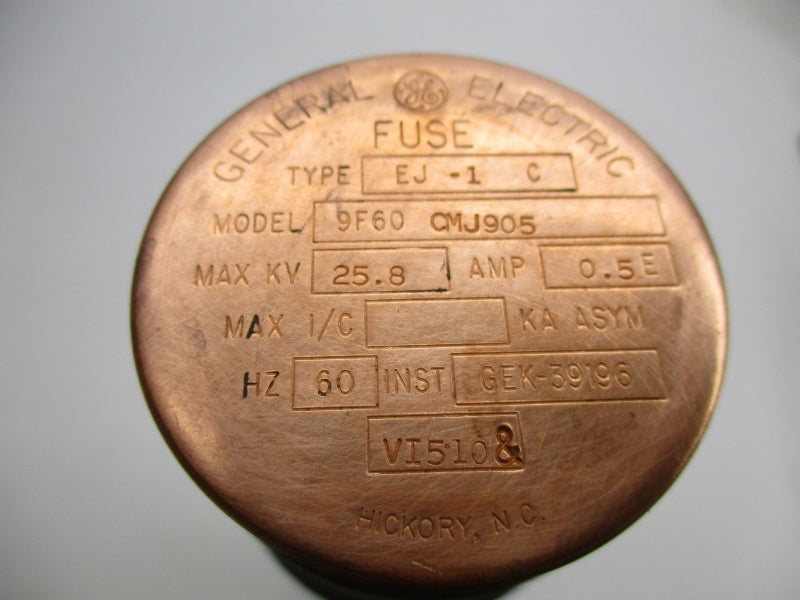 GENERAL GE ELECTRIC
FUSE
TYPE EJ -1 C
MODEL 9F60 CMJ905
MAX KV 25.8 AMP 0.5E
MAX I/C KA ASYM
HZ 60 INST GEK-39196
VI510&
HICKORY, N.C.